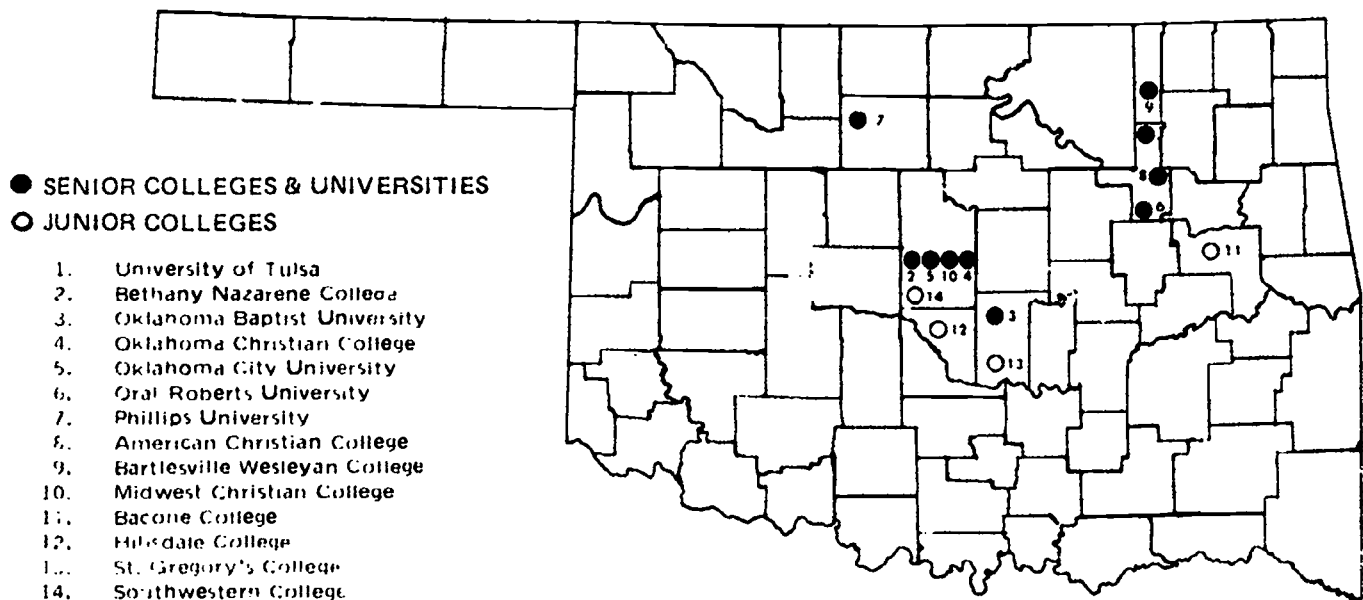 SENIOR COLLEGES & UNIVERSITIES
JUNIOR COLLEGES
1. University of Tulsa
2. Bethany Nazarene College
3. Oklahoma Baptist University
4. Oklahoma Christian College
5. Oklahoma City University
6. Oral Roberts University
7. Phillips University
8. American Christian College
9. Bartlesville Wesleyan College
10. Midwest Christian College
11. Bacone College
12. Hillsdale College
St. Gregory's College
14. Southwestern College
9
7
8
6
11
2 5 10 4
14
12
3
13